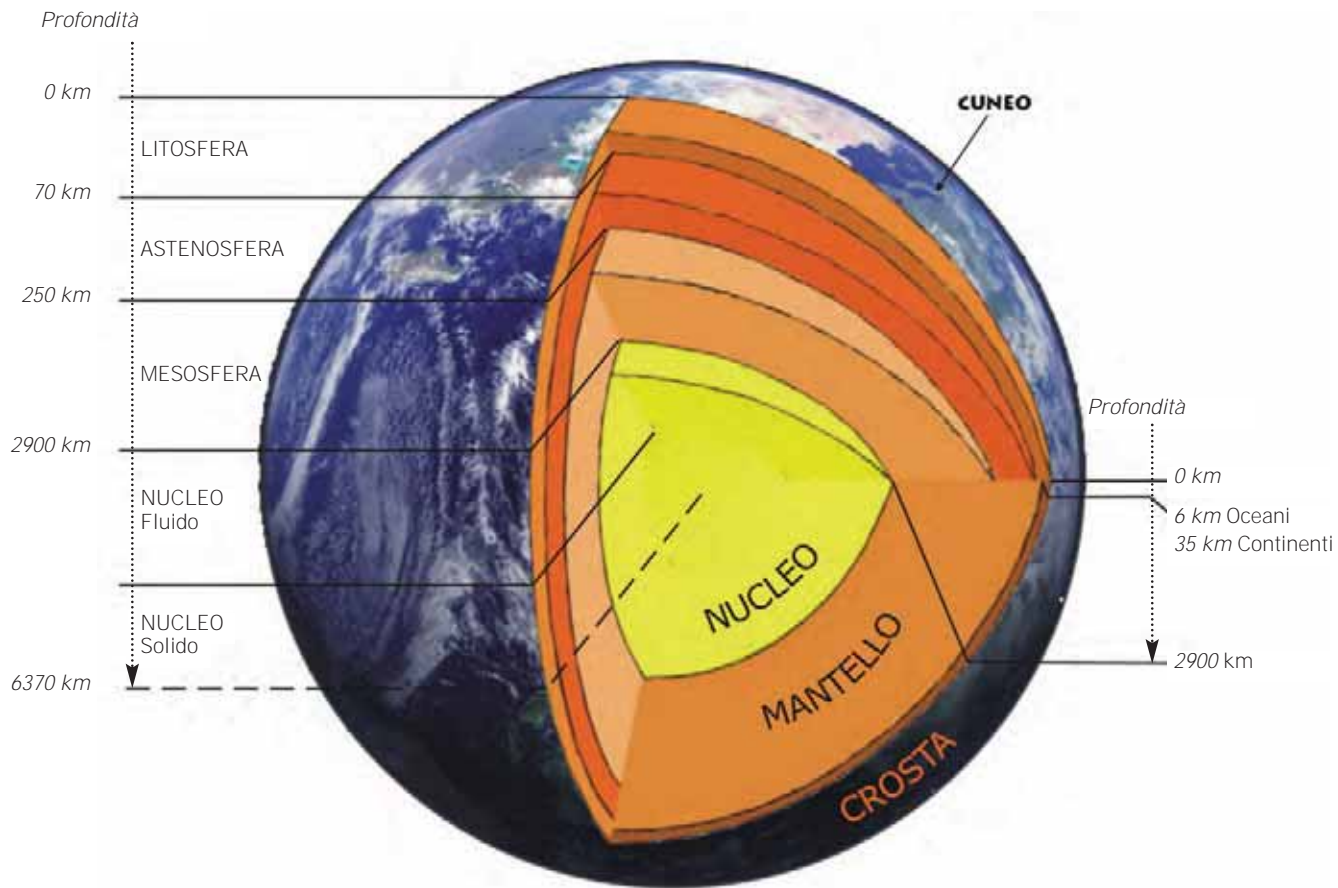 Profondità
0 km
LITOSFERA
70 km
ASTENOSFERA
250 km
MESOSFERA
2900 km
NUCLEO
Fluido
NUCLEO
Solido
6370 km
CUNEO
NUCLEO
MANTELLO
CROSTA
Profondità
0 km
6 km Oceani
35 km Continenti
2900 km